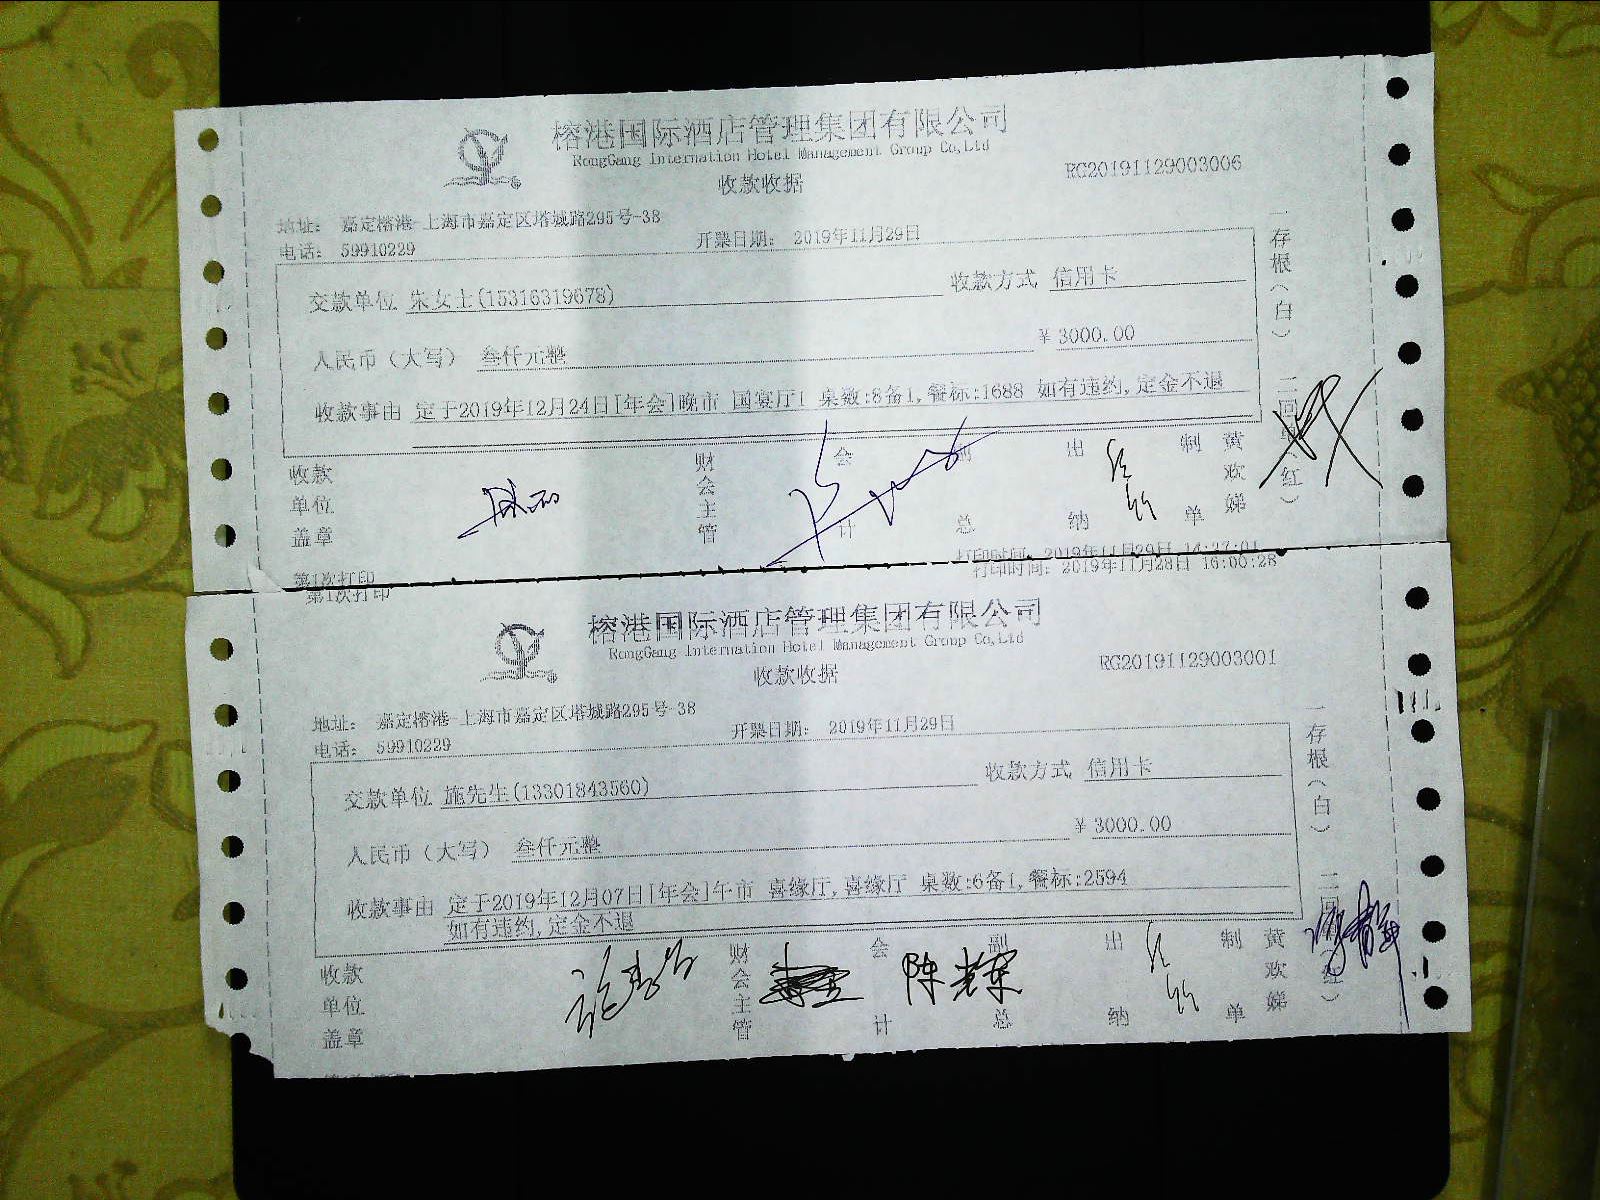 榕港国际酒店管理集团有限公司
RongGang Internation Hotel Management Group Co,Ltd
收款收据
RG20191129003006
地址： 嘉定榕港-上海市嘉定区塔城路295号-38
电话： 59910229
开票日期： 2019年11月29日
交款单位 朱女士(15316319678)
收款方式 信用卡
人民币（大写） 叁仟元整
￥3000.00
收款事由 定于2019年12月24日[年会]晚市 国宴厅1 桌数:8备1,餐标:1688 如有违约,定金不退
一存根（白） 二回单（红）
收款单位盖章
财会主管
会计
副总
出纳
制单
黄欢娣
第1次打印
打印时间： 2019年11月29日 14:27:01
第1次打印
打印时间： 2019年11月28日 16:00:28
榕港国际酒店管理集团有限公司
RongGang Internation Hotel Management Group Co,Ltd
收款收据
RG20191129003001
地址： 嘉定榕港-上海市嘉定区塔城路295号-38
电话： 59910229
开票日期： 2019年11月29日
交款单位 施先生(13301843560)
收款方式 信用卡
人民币（大写） 叁仟元整
￥3000.00
收款事由 定于2019年12月07日[年会]午市 喜缘厅,喜缘厅 桌数:6备1,餐标:2594
如有违约,定金不退
一存根（白） 二回单（红）
收款单位盖章
财会主管
会计
陈
副总
出纳
制单
黄欢娣